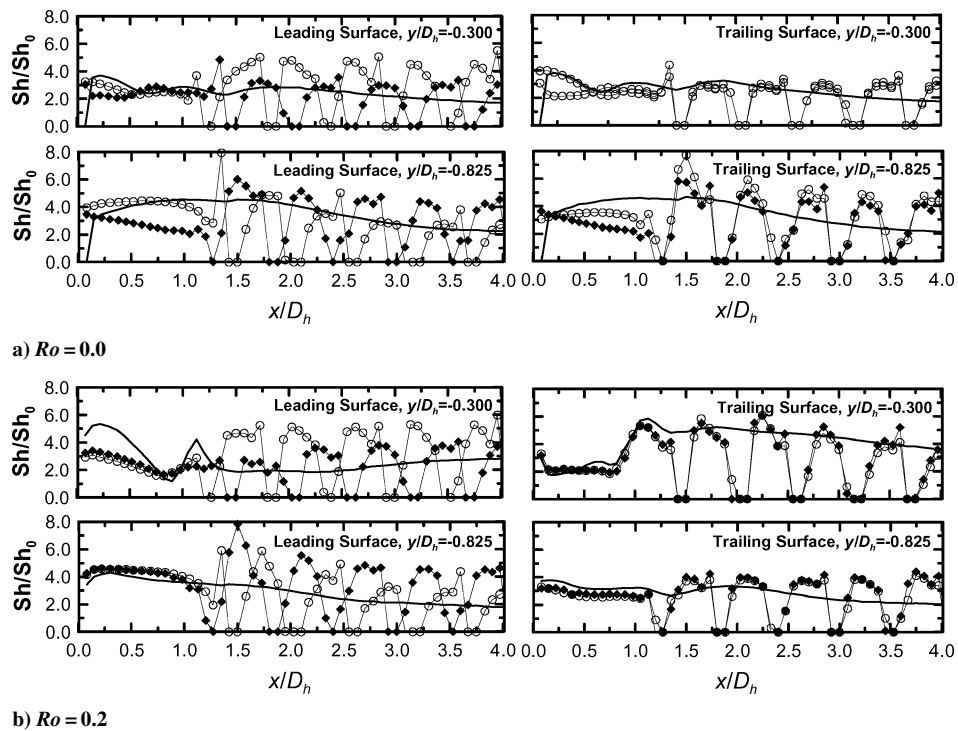 8.0 Leading Surface, y/Dh=-0.300 Trailing Surface, y/Dh=-0.300
6.0
4.0
2.0
0.0
Sh/Sh0
8.0 Leading Surface, y/Dh=-0.825 Trailing Surface, y/Dh=-0.825
6.0
4.0
2.0
0.0
Sh/Sh0
0.0 0.5 1.0 1.5 2.0 2.5 3.0 3.5 4.0 0.0 0.5 1.0 1.5 2.0 2.5 3.0 3.5 4.0
x/Dh x/Dh
a) Ro = 0.0
8.0 Leading Surface, y/Dh=-0.300 Trailing Surface, y/Dh=-0.300
6.0
4.0
2.0
0.0
Sh/Sh0
8.0 Leading Surface, y/Dh=-0.825 Trailing Surface, y/Dh=-0.825
6.0
4.0
2.0
0.0
Sh/Sh0
0.0 0.5 1.0 1.5 2.0 2.5 3.0 3.5 4.0 0.0 0.5 1.0 1.5 2.0 2.5 3.0 3.5 4.0
x/Dh x/Dh
b) Ro = 0.2